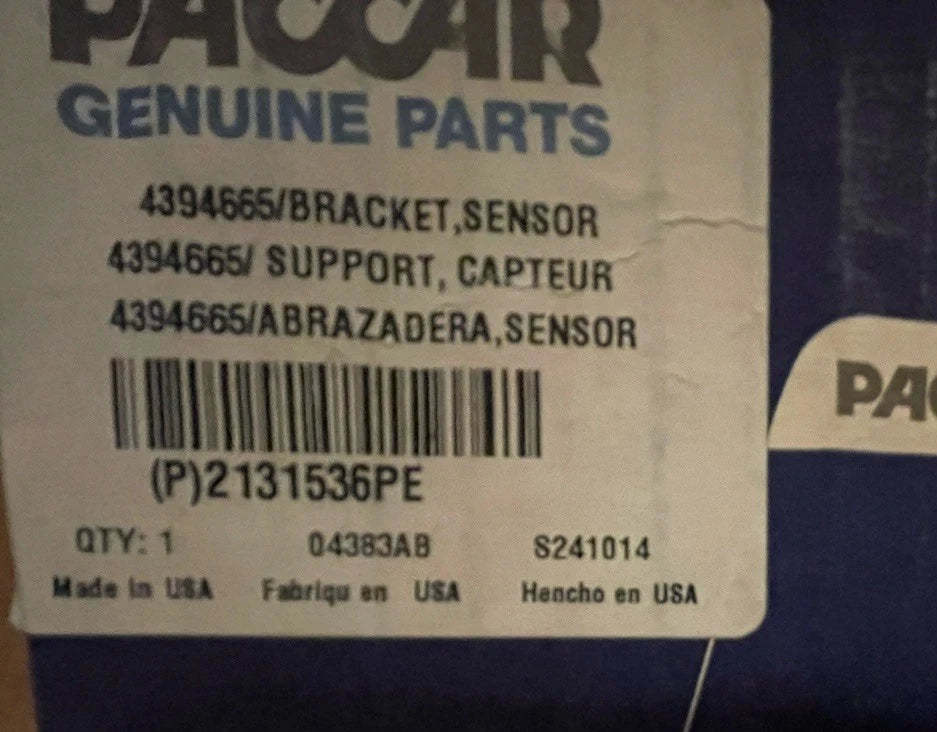 PACCAR
GENUINE PARTS
4394665/BRACKET,SENSOR
4394665/ SUPPORT, CAPTEUR
4394665/ABRAZADERA,SENSOR
(P)2131536PE
QTY: 1 04383AB S241014
Made in USA Fabriqu en USA Hencho en USA
PAC